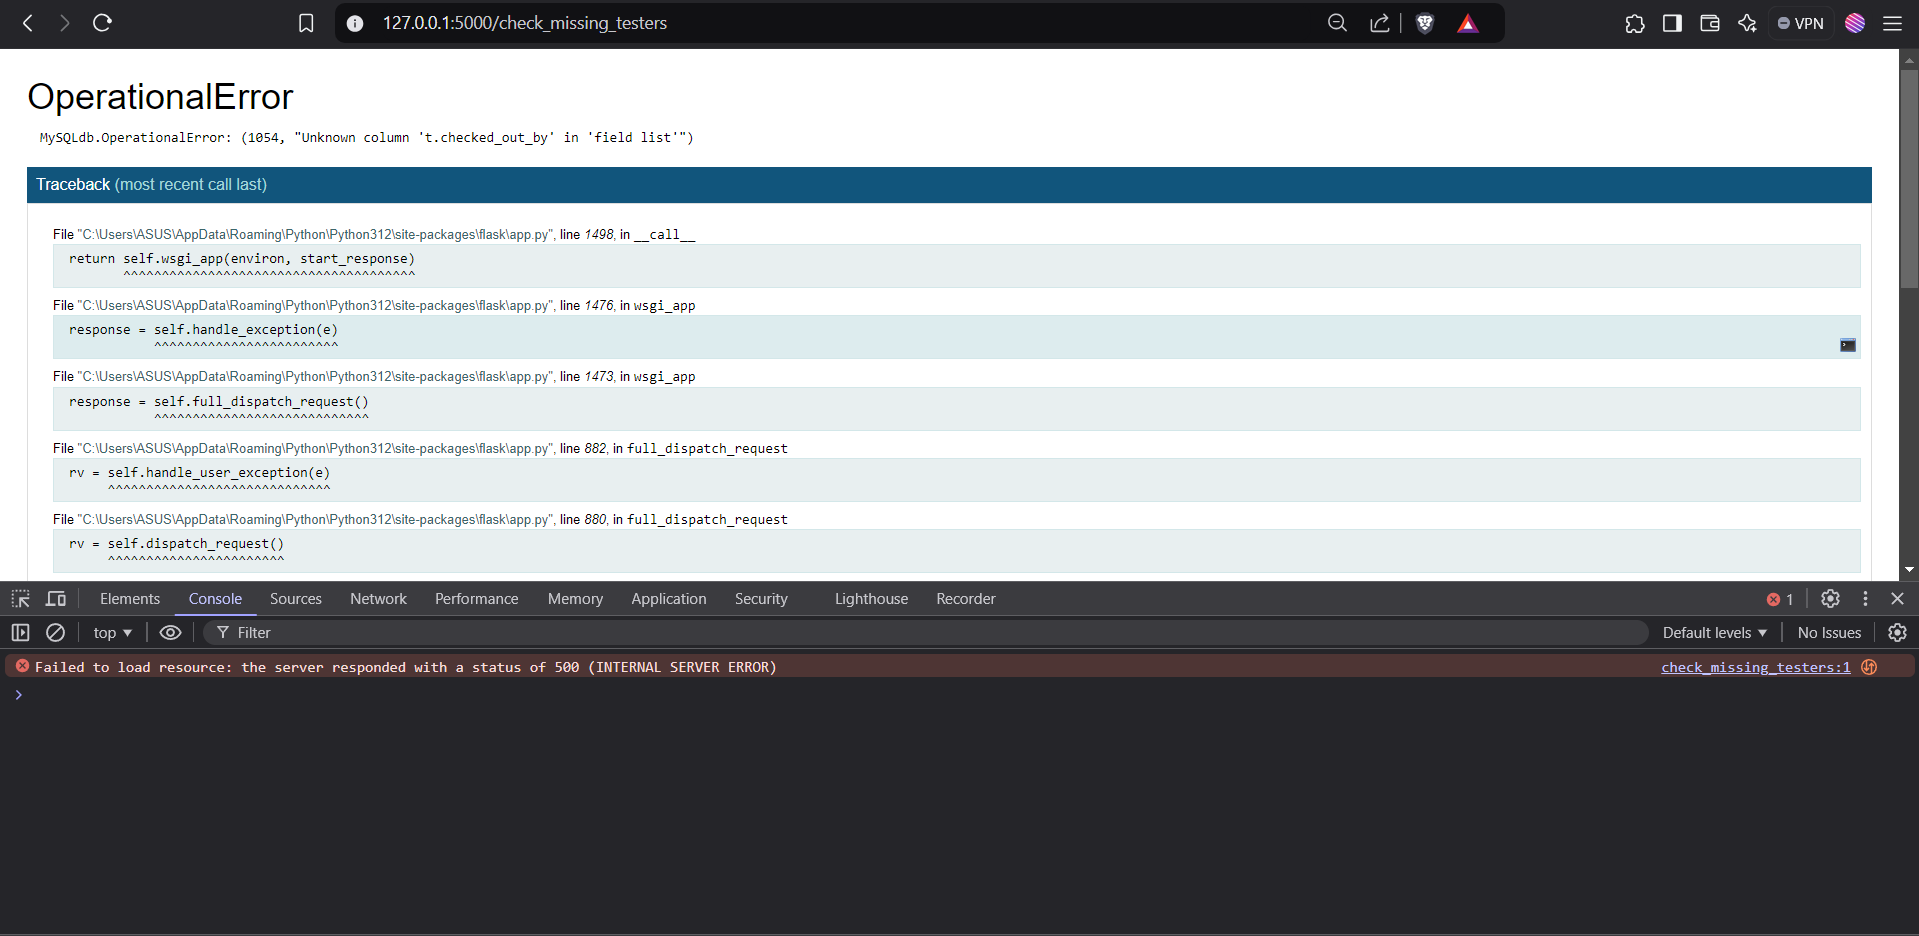 127.0.0.1:5000/check_missing_testers
VPN
OperationalError
MySQLdb.OperationalError: (1054, "Unknown column 't.checked_out_by' in 'field list'")
Traceback (most recent call last)
File "C:\Users\ASUS\AppData\Roaming\Python\Python312\site-packages\flask\app.py", line 1498, in __call__
return self.wsgi_app(environ, start_response)
^^^^^^^^^^^^^^^^^^^^^^^^^^^^^^^^^^^^^^
File "C:\Users\ASUS\AppData\Roaming\Python\Python312\site-packages\flask\app.py", line 1476, in wsgi_app
response = self.handle_exception(e)
^^^^^^^^^^^^^^^^^^^^^^^^
File "C:\Users\ASUS\AppData\Roaming\Python\Python312\site-packages\flask\app.py", line 1473, in wsgi_app
response = self.full_dispatch_request()
^^^^^^^^^^^^^^^^^^^^^^^^^^^^
File "C:\Users\ASUS\AppData\Roaming\Python\Python312\site-packages\flask\app.py", line 882, in full_dispatch_request
rv = self.handle_user_exception(e)
^^^^^^^^^^^^^^^^^^^^^^^^^^^^^
File "C:\Users\ASUS\AppData\Roaming\Python\Python312\site-packages\flask\app.py", line 880, in full_dispatch_request
rv = self.dispatch_request()
^^^^^^^^^^^^^^^^^^^^^^^
Elements Console Sources Network Performance Memory Application Security Lighthouse Recorder 1
top Filter Default levels No Issues
Failed to load resource: the server responded with a status of 500 (INTERNAL SERVER ERROR) check_missing_testers:1